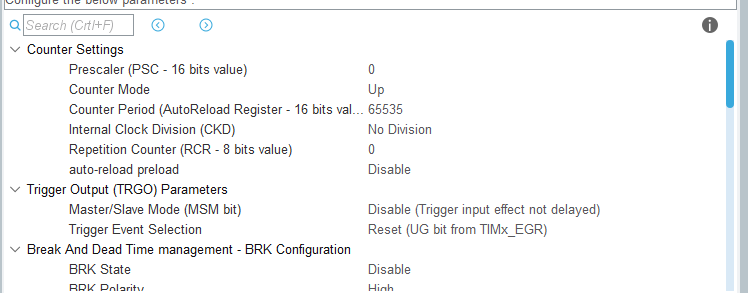 Configure the below parameters :
Search (CrtI+F)
Counter Settings
Prescaler (PSC - 16 bits value) 0
Counter Mode Up
Counter Period (AutoReload Register - 16 bits val... 65535
Internal Clock Division (CKD) No Division
Repetition Counter (RCR - 8 bits value) 0
auto-reload preload Disable
Trigger Output (TRGO) Parameters
Master/Slave Mode (MSM bit) Disable (Trigger input effect not delayed)
Trigger Event Selection Reset (UG bit from TIMx_EGR)
Break And Dead Time management - BRK Configuration
BRK State Disable
BRK Polarity High